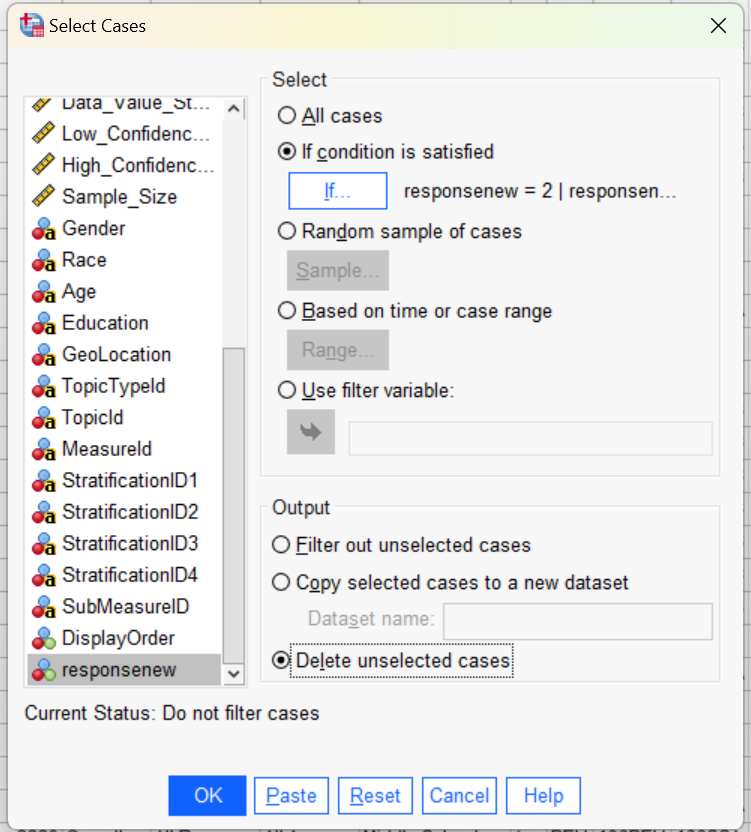 Select Cases
Select
Data_Value_St...
Low_Confidenc...
High_Confidenc...
Sample_Size
Gender
Race
Age
Education
GeoLocation
TopicTypeId
TopicId
MeasureId
StratificationID1
StratificationID2
StratificationID3
StratificationID4
SubMeasureID
DisplayOrder
responsenew
All cases
If condition is satisfied
If... responsenew = 2 | responsen...
Random sample of cases
Sample...
Based on time or case range
Range...
Use filter variable:
Output
Filter out unselected cases
Copy selected cases to a new dataset
Dataset name:
Delete unselected cases
Current Status: Do not filter cases
OK Paste Reset Cancel Help